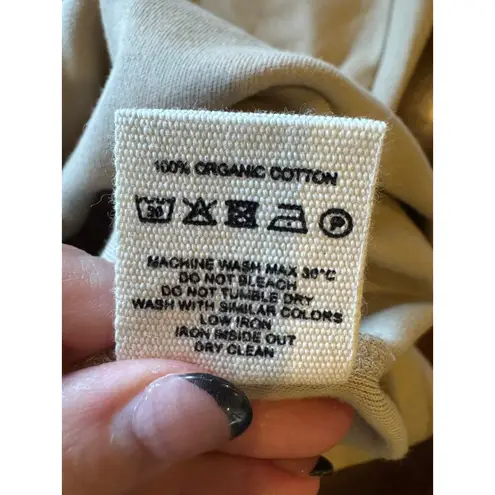 100% ORGANIC COTTON
30 P
MACHINE WASH MAX 30°C
DO NOT BLEACH
DO NOT TUMBLE DRY
WASH WITH SIMILAR COLORS
LOW IRON
IRON INSIDE OUT
DRY CLEAN